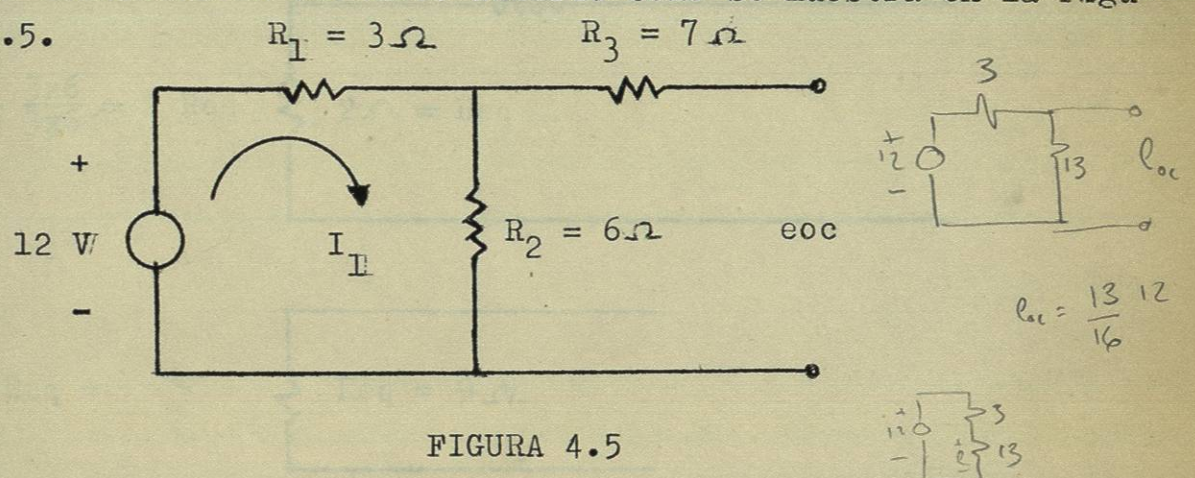 .5.
R1 = 3Ω R3 = 7Ω
+
12 V
-
I1
R2 = 6Ω
eoc
FIGURA 4.5
3
+
12
-
13
eoc
eoc = 13/16 12
+
12
-
3
+
e
13